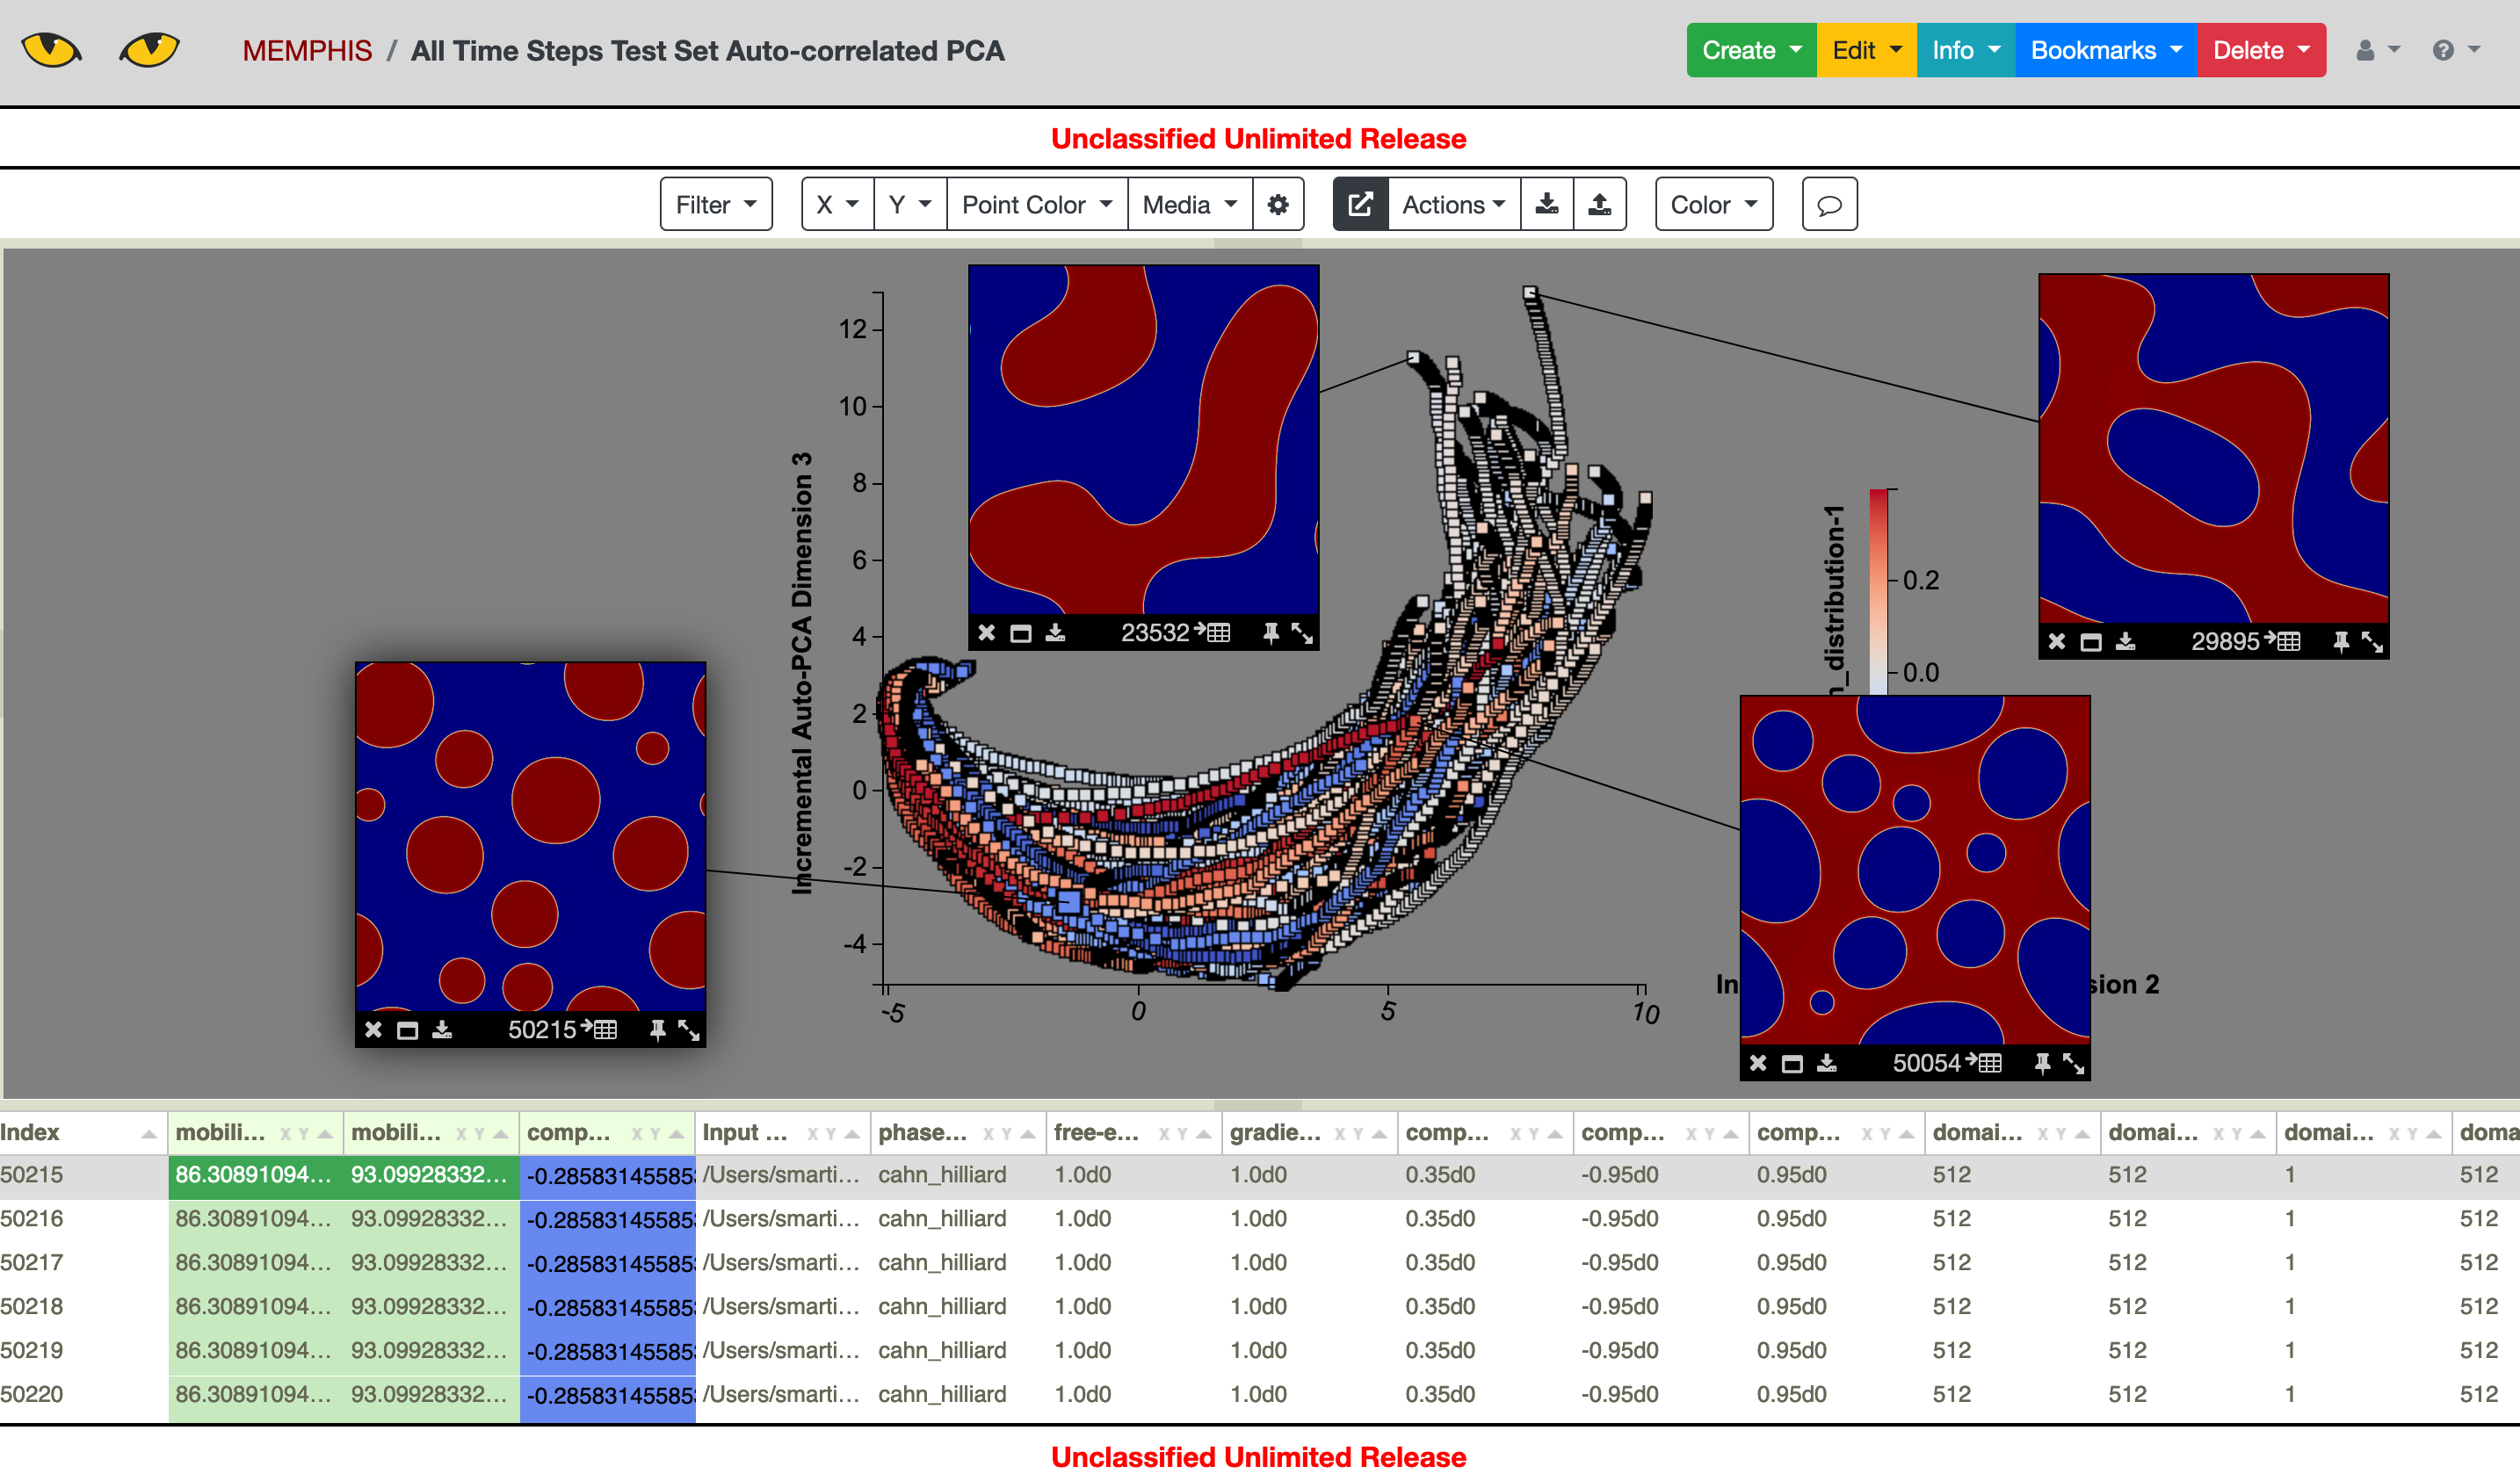 MEMPHIS / All Time Steps Test Set Auto-correlated PCA
Create Edit Info Bookmarks Delete
Unclassified Unlimited Release
Filter X Y Point Color Media Actions Color
12
10
8
6
4
2
0
-2
-4
Incremental Auto-PCA Dimension 3
-5 0 5 10
In
sion 2
n_distribution-1
0.2
0.0
23532
29895
50215
50054
Index mobili... X Y mobili... X Y comp... X Y Input ... X Y phase... X Y free-e... X Y gradie... X Y comp... X Y comp... X Y comp... X Y domai... X Y domai... X Y domai... X Y doma
50215 86.30891094... 93.09928332... -0.28583145585 /Users/smarti... cahn_hilliard 1.0d0 1.0d0 0.35d0 -0.95d0 0.95d0 512 512 1 512
50216 86.30891094... 93.09928332... -0.28583145585 /Users/smarti... cahn_hilliard 1.0d0 1.0d0 0.35d0 -0.95d0 0.95d0 512 512 1 512
50217 86.30891094... 93.09928332... -0.28583145585 /Users/smarti... cahn_hilliard 1.0d0 1.0d0 0.35d0 -0.95d0 0.95d0 512 512 1 512
50218 86.30891094... 93.09928332... -0.28583145585 /Users/smarti... cahn_hilliard 1.0d0 1.0d0 0.35d0 -0.95d0 0.95d0 512 512 1 512
50219 86.30891094... 93.09928332... -0.28583145585 /Users/smarti... cahn_hilliard 1.0d0 1.0d0 0.35d0 -0.95d0 0.95d0 512 512 1 512
50220 86.30891094... 93.09928332... -0.28583145585 /Users/smarti... cahn_hilliard 1.0d0 1.0d0 0.35d0 -0.95d0 0.95d0 512 512 1 512
Unclassified Unlimited Release